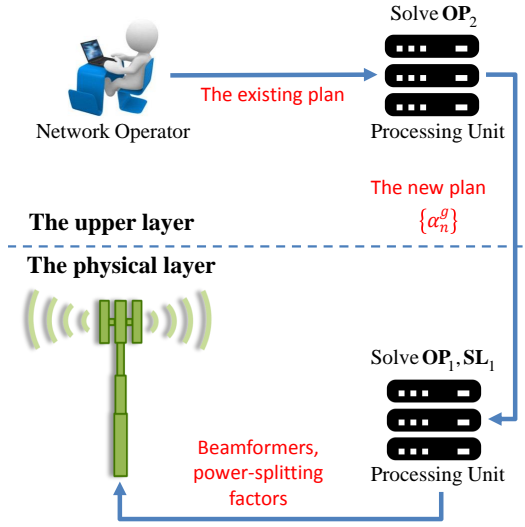 Solve OP₂
The existing plan
Network Operator
Processing Unit
The new plan
{αₙᵍ}
The upper layer
The physical layer
Solve OP₁, SL₁
Beamformers,
power-splitting
factors
Processing Unit